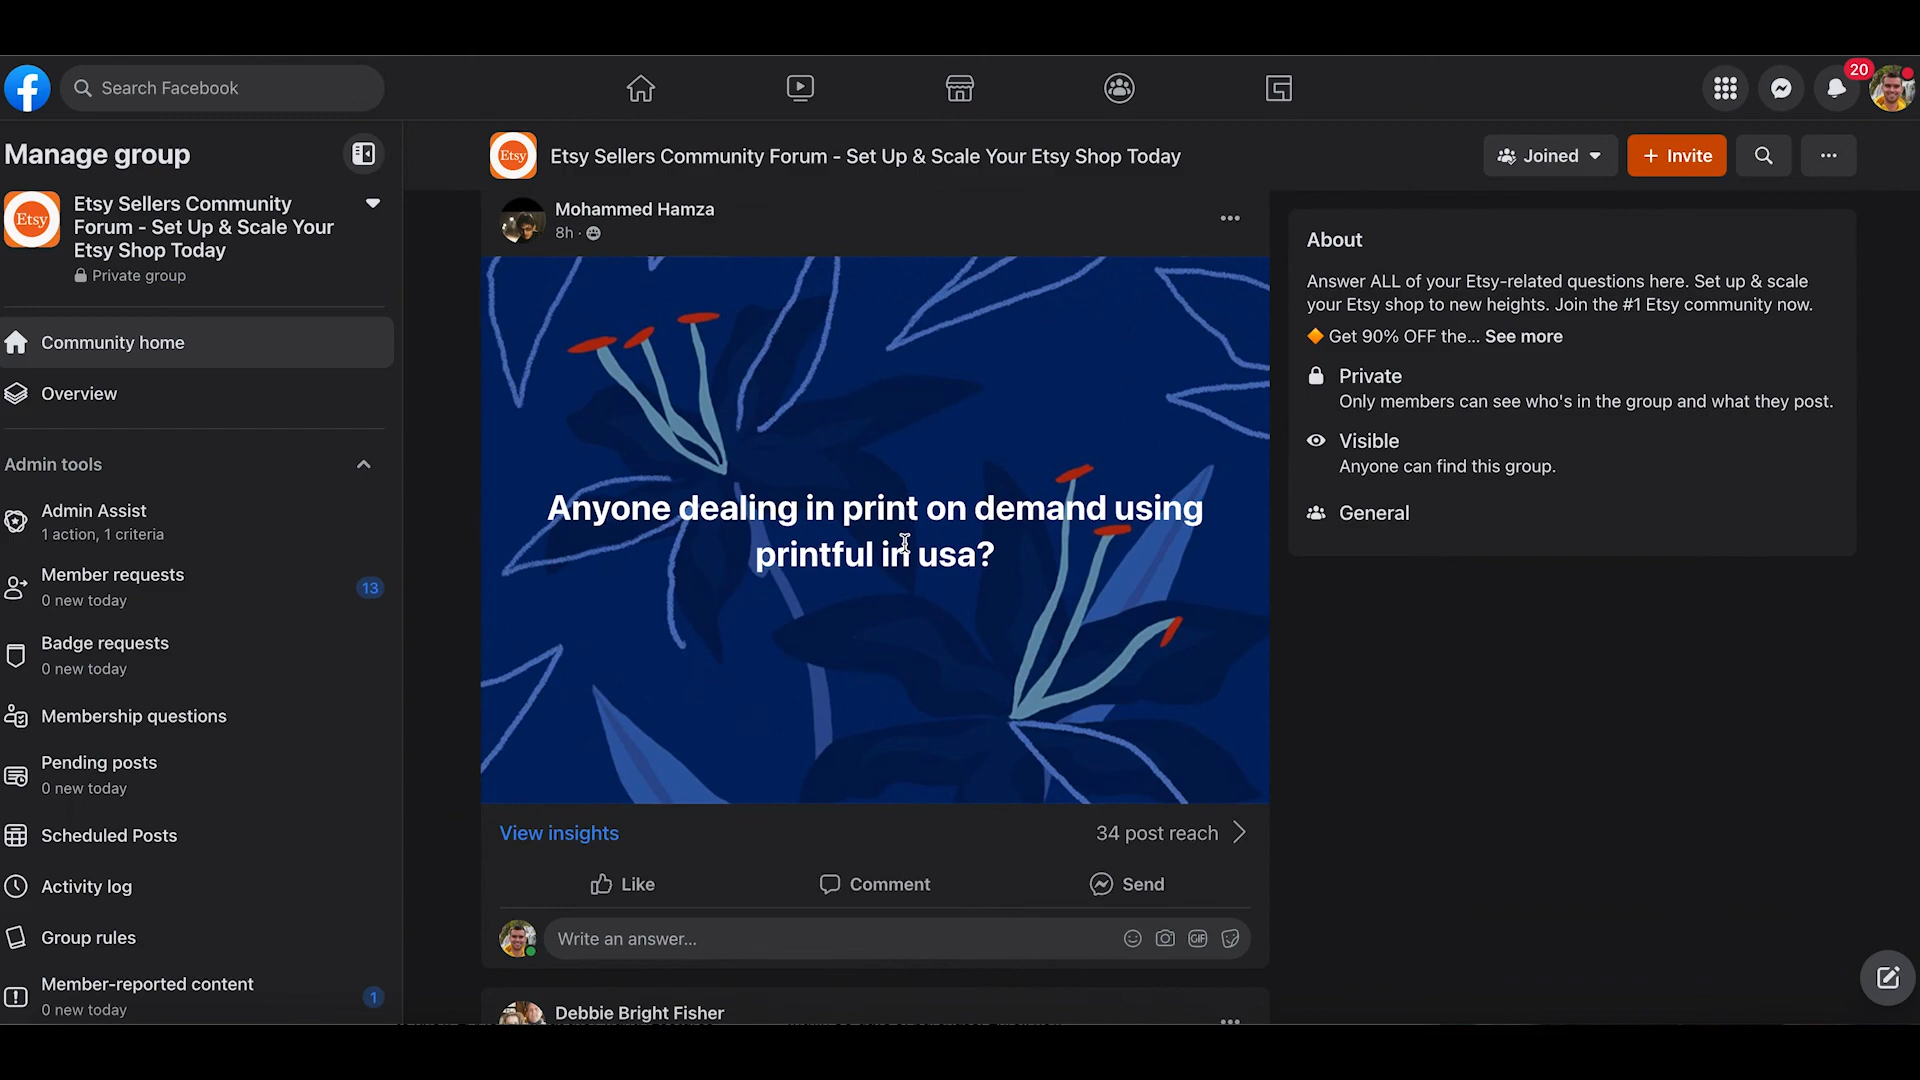 Search Facebook
20
Manage group
Etsy
Etsy Sellers Community
Forum - Set Up & Scale Your
Etsy Shop Today
Private group
Community home
Overview
Admin tools
Admin Assist
1 action, 1 criteria
Member requests
0 new today
13
Badge requests
0 new today
Membership questions
Pending posts
0 new today
Scheduled Posts
Activity log
Group rules
Member-reported content
0 new today
1
Etsy
Etsy Sellers Community Forum - Set Up & Scale Your Etsy Shop Today
Joined
+ Invite
Mohammed Hamza
8h ·
Anyone dealing in print on demand using
printful in usa?
View insights
34 post reach
Like
Comment
Send
Write an answer...
GIF
Debbie Bright Fisher
About
Answer ALL of your Etsy-related questions here. Set up & scale
your Etsy shop to new heights. Join the #1 Etsy community now.
🔶 Get 90% OFF the... See more
Private
Only members can see who's in the group and what they post.
Visible
Anyone can find this group.
General